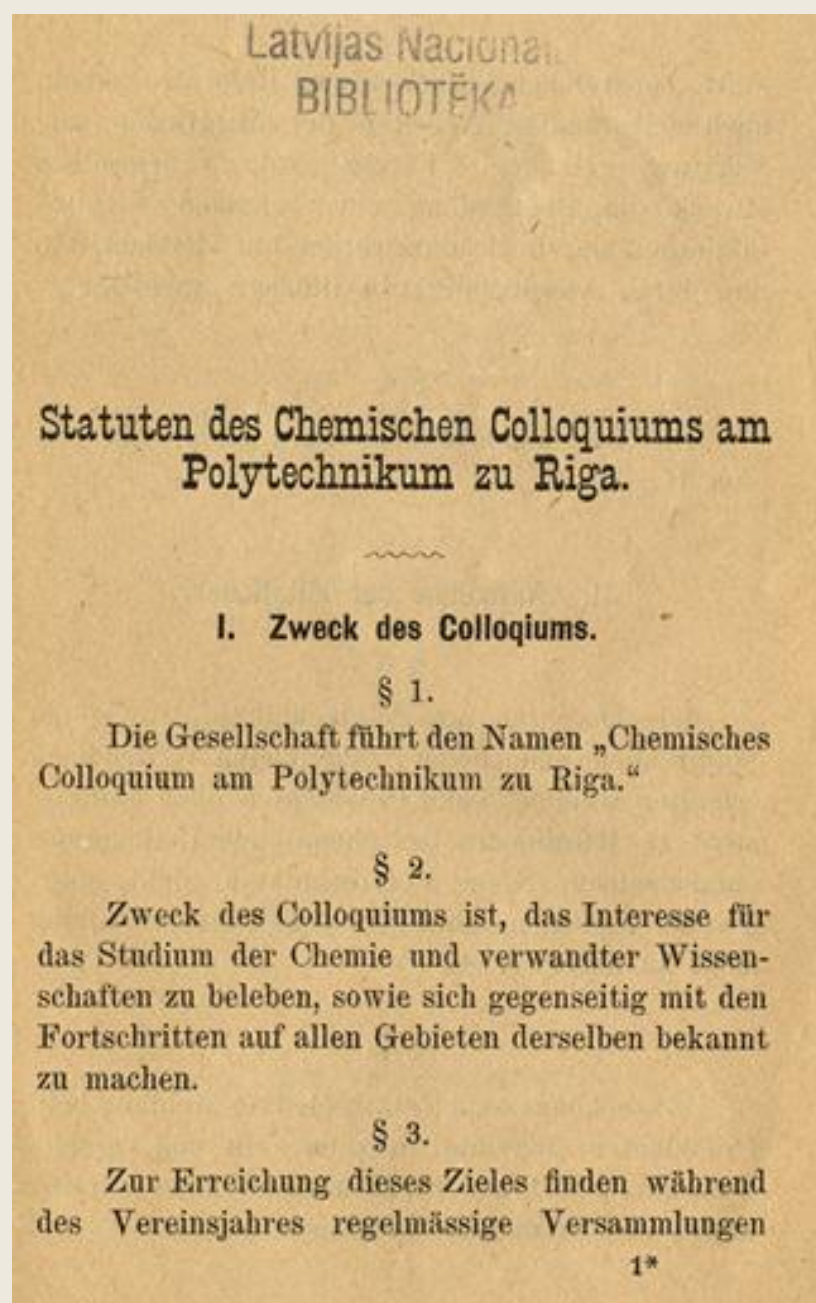 Latvijas
BIBLIOTĒKA
Statuten des Chemischen Colloquiums am
Polytechnikum zu Riga.
I. Zweck des Colloqiums.
§ 1.
Die Gesellschaft führt den Namen „Chemisches
Colloquium am Polytechnikum zu Riga.“
§ 2.
Zweck des Colloquiums ist, das Interesse für
das Studium der Chemie und verwandter Wissen-
schaften zu beleben, sowie sich gegenseitig mit den
Fortschritten auf allen Gebieten derselben bekannt
zu machen.
§ 3.
Zur Erreichung dieses Zieles finden während
des Vereinsjahres regelmässige Versammlungen
1*